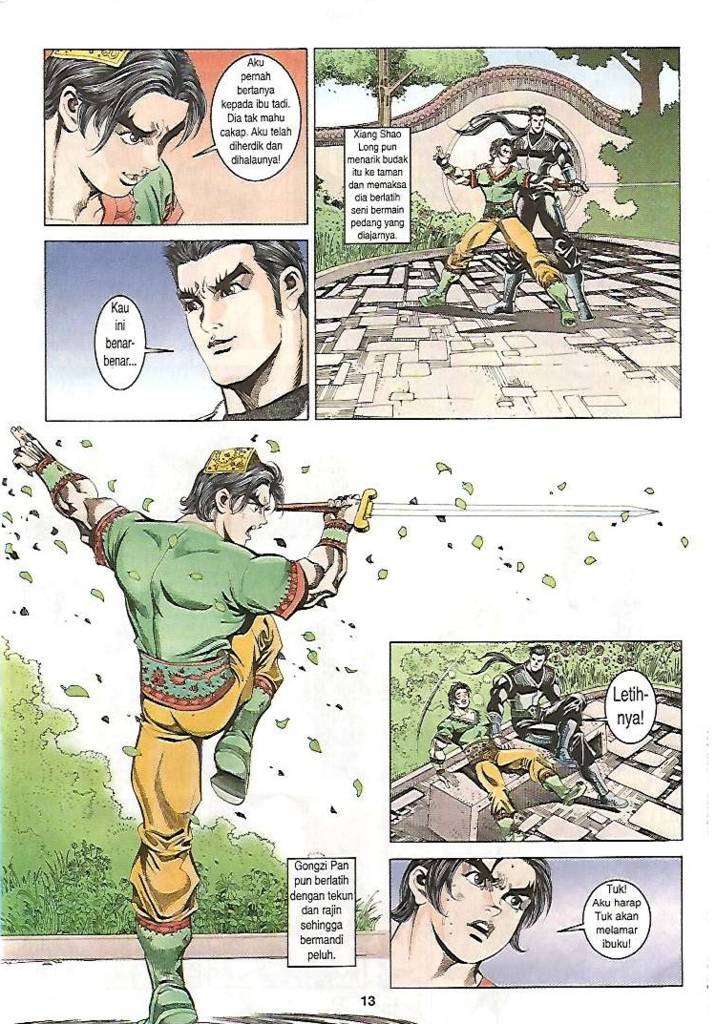 Aku
pernah
bertanya
kepada ibu tadi.
Dia tak mahu
cakap. Aku telah
diherdik dan
dihalaunya!
Xiang Shao
Long pun
menarik budak
itu ke taman
dan memaksa
dia berlatih
seni bermain
pedang yang
diajarnya.
Kau
ini
benar-
benar...
Letih-
nya!
Gongzi Pan
pun berlatih
dengan tekun
dan rajin
sehingga
bermandi
peluh.
Tuk!
Aku harap
Tuk akan
melamar
ibuku!
13